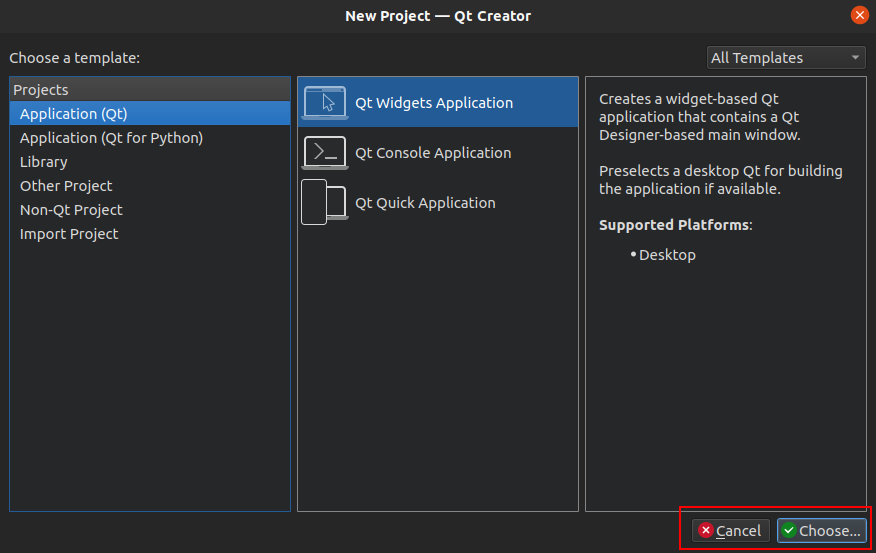 New Project — Qt Creator
Choose a template:
All Templates
Projects
Application (Qt)
Application (Qt for Python)
Library
Other Project
Non-Qt Project
Import Project
Qt Widgets Application
Qt Console Application
Qt Quick Application
Creates a widget-based Qt
application that contains a Qt
Designer-based main window.
Preselects a desktop Qt for building
the application if available.
Supported Platforms:
• Desktop
Cancel
Choose...